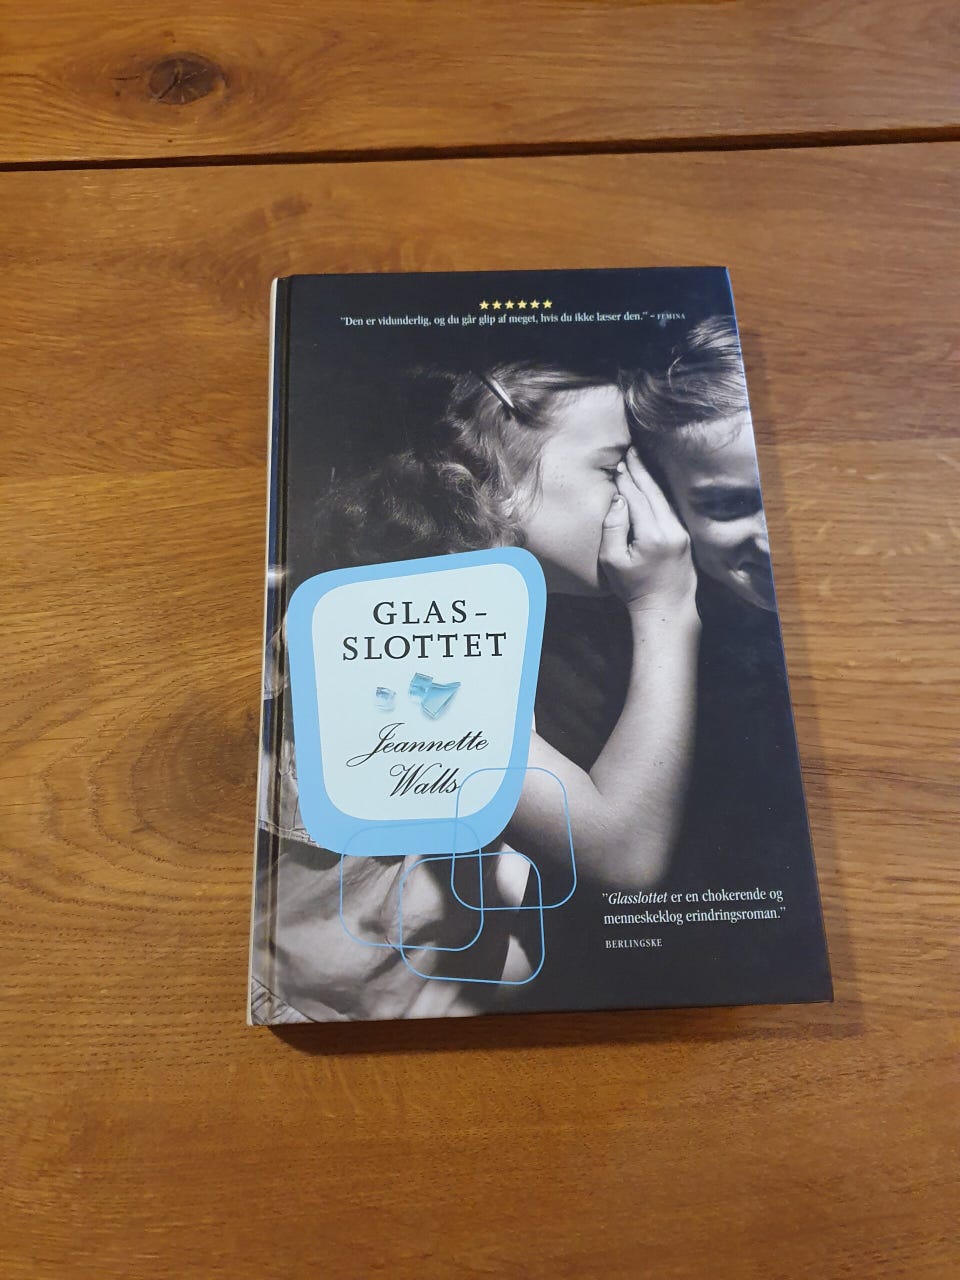 ★★★★★★
"Den er vidunderlig, og du går glip af meget, hvis du ikke læser den." – FEMINA
GLAS-
SLOTTET
Jeannette
Walls
"Glasslottet er en chokerende og
menneskeklog erindringsroman."
BERLINGSKE